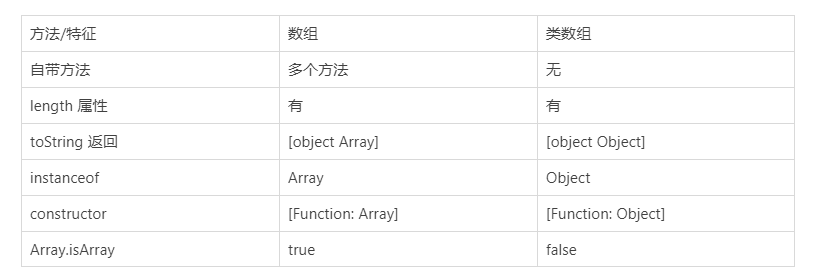 方法/特征 数组 类数组
自带方法 多个方法 无
length 属性 有 有
toString 返回 [object Array] [object Object]
instanceof Array Object
constructor [Function: Array] [Function: Object]
Array.isArray true false